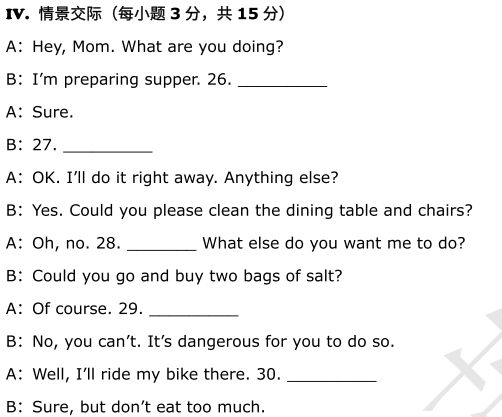 IV. 情景交际（每小题 3 分，共 15 分）
A：Hey, Mom. What are you doing?
B：I’m preparing supper. 26. __________
A：Sure.
B：27. __________
A：OK. I’ll do it right away. Anything else?
B：Yes. Could you please clean the dining table and chairs?
A：Oh, no. 28. ________ What else do you want me to do?
B：Could you go and buy two bags of salt?
A：Of course. 29. __________
B：No, you can’t. It’s dangerous for you to do so.
A：Well, I’ll ride my bike there. 30. __________
B：Sure, but don’t eat too much.